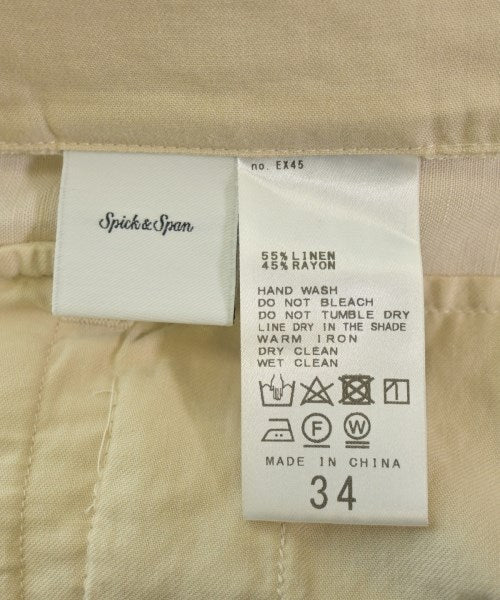 no. EX45
Spick & Span
55% LINEN
45% RAYON
HAND WASH
DO NOT BLEACH
DO NOT TUMBLE DRY
LINE DRY IN THE SHADE
WARM IRON
DRY CLEAN
WET CLEAN
F W
MADE IN CHINA
34